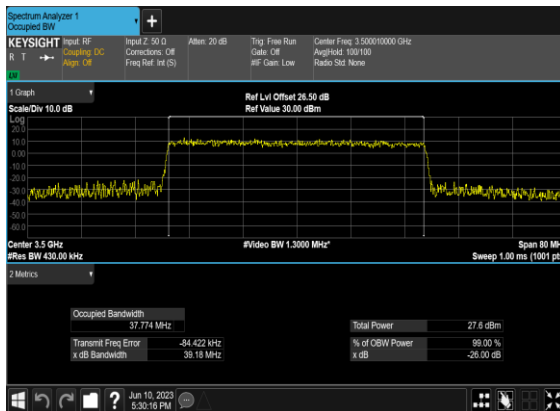 Spectrum Analyzer 1
Occupied BW
KEYSIGHT Input: RF Input Z: 50 Ω Atten: 20 dB Trig: Free Run Center Freq: 3.500010000 GHz
R T Coupling: DC Corrections: Off Gate: Off Avg|Hold: 100/100
Align: Off Freq Ref: Int (S) #IF Gain: Low Radio Std: None
1 Graph
Ref Lvl Offset 26.50 dB
Scale/Div 10.0 dB Ref Value 30.00 dBm
Log
20.0
10.0
0.00
-10.0
-20.0
-30.0
-40.0
-50.0
-60.0
Center 3.5 GHz #Video BW 1.3000 MHz* Span 80 MH
#Res BW 430.00 kHz Sweep 1.00 ms (1001 pts
2 Metrics
Occupied Bandwidth
37.774 MHz Total Power 27.6 dBm
Transmit Freq Error -84.422 kHz % of OBW Power 99.00 %
x dB Bandwidth 39.18 MHz x dB -26.00 dB
? Jun 10, 2023
5:30:16 PM